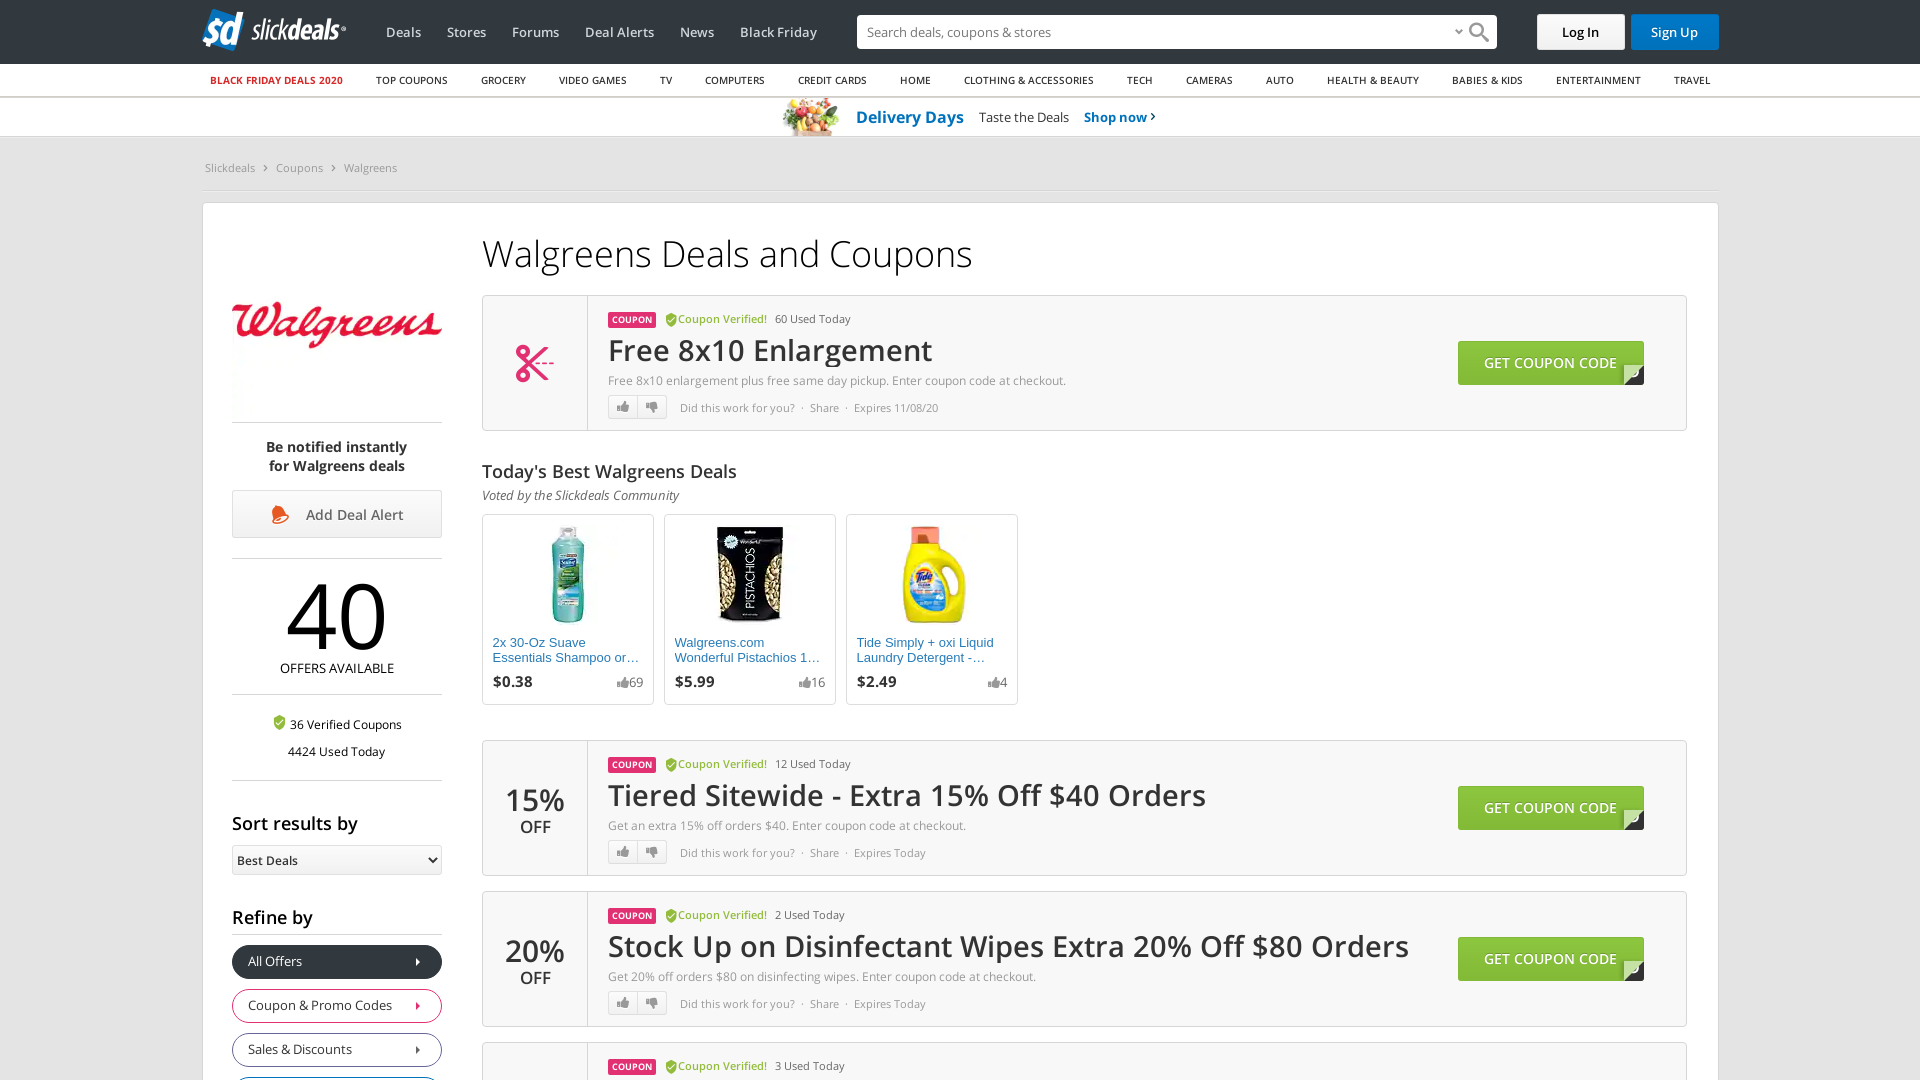 sd slickdeals
Deals Stores Forums Deal Alerts News Black Friday
Search deals, coupons & shares
Log In
Sign Up
BLACK FRIDAY DEALS 2020 TOP COUPONS GROCERY VIDEO GAMES TV COMPUTERS CREDIT CARDS HOME CLOTHING & ACCESSORIES TECH CAMERAS AUTO HEALTH & BEAUTY BABIES & KIDS ENTERTAINMENT TRAVEL
Delivery Days Taste the Deals Shop now
Slickdeals Coupons Walgreens
Walgreens Deals and Coupons
Walgreens
Be notified instantly
for Walgreens deals
Add Deal Alert
40
OFFERS AVAILABLE
36 Verified Coupons
4424 Used Today
Sort results by
Best Deals
Refine by
All Offers
Coupon & Promo Codes
Sales & Discounts
COUPON Coupon Verified! 60 Used Today
Free 8x10 Enlargement
Free 8x10 enlargement plus free same day pickup. Enter coupon code at checkout.
Did this work for you? · Share · Expires 11/08/20
GET COUPON CODE
Today's Best Walgreens Deals
Voted by the Slickdeals Community
Suave
PISTACHIOS
Tide
2x 30-Oz Suave
Essentials Shampoo or…
$0.38 69
Walgreens.com
Wonderful Pistachios 1…
$5.99 16
Tide Simply + oxi Liquid
Laundry Detergent -…
$2.49 4
15%
OFF
COUPON Coupon Verified! 12 Used Today
Tiered Sitewide - Extra 15% Off $40 Orders
Get an extra 15% off orders $40. Enter coupon code at checkout.
Did this work for you? · Share · Expires Today
GET COUPON CODE
20%
OFF
COUPON Coupon Verified! 2 Used Today
Stock Up on Disinfectant Wipes Extra 20% Off $80 Orders
Get 20% off orders $80 on disinfecting wipes. Enter coupon code at checkout.
Did this work for you? · Share · Expires Today
GET COUPON CODE
COUPON Coupon Verified! 3 Used Today